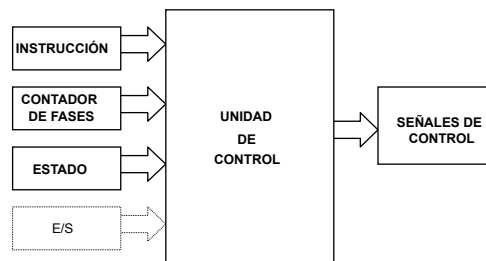 INSTRUCCIÓN
CONTADOR
DE FASES
ESTADO
E/S
UNIDAD
DE
CONTROL
SEÑALES DE
CONTROL